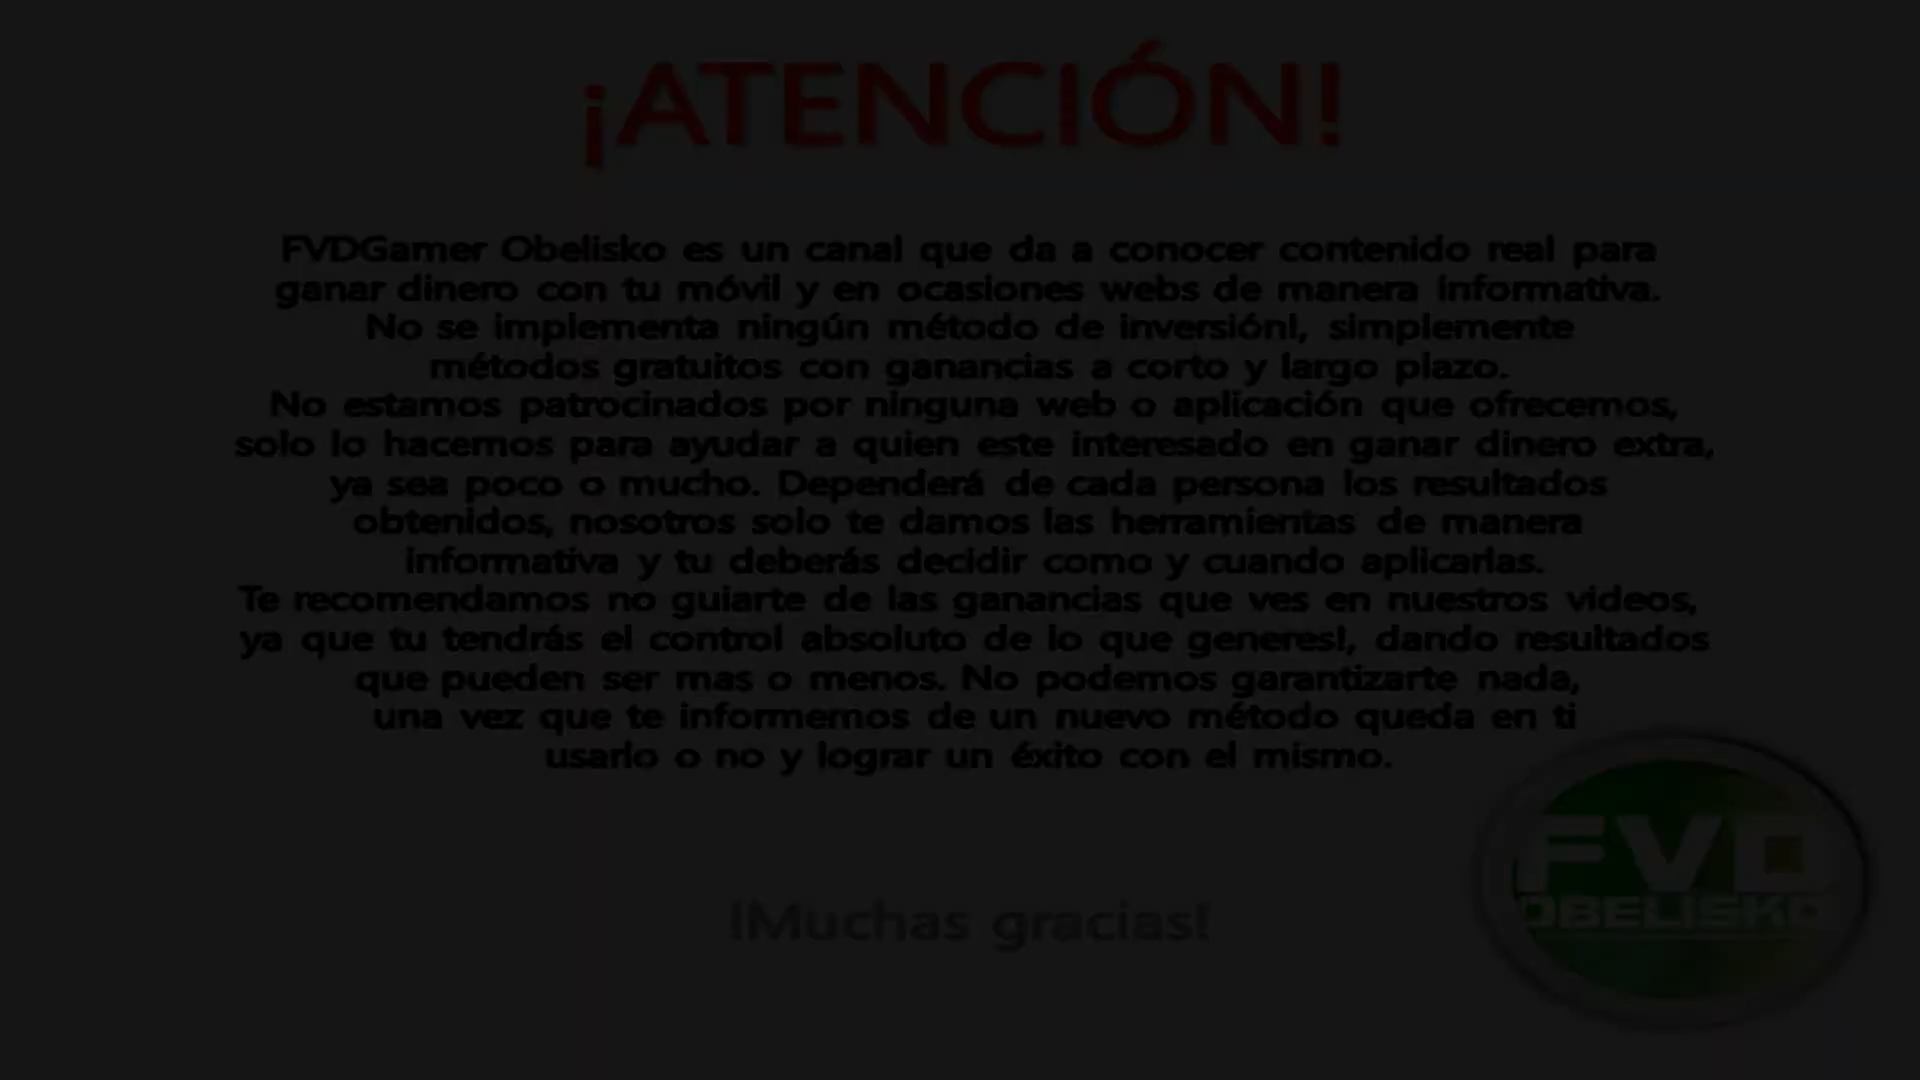 ¡ATENCIÓN!
FVDGamer Obelisko es un canal que da a conocer contenido real para
ganar dinero con tu móvil y en ocasiones webs de manera informativa.
No se implementa ningún método de inversión!, simplemente
métodos gratuitos con ganancias a corto y largo plazo.
No estamos patrocinados por ninguna web o aplicación que ofrecemos,
solo lo hacemos para ayudar a quien este interesado en ganar dinero extra,
ya sea poco o mucho. Dependerá de cada persona los resultados
obtenidos, nosotros solo te damos las herramientas de manera
informativa y tu deberás decidir como y cuando aplicarlas.
Te recomendamos no guiarte de las ganancias que ves en nuestros videos,
ya que tu tendrás el control absoluto de lo que generes!, dando resultados
que pueden ser mas o menos. No podemos garantizarte nada,
una vez que te informemos de un nuevo método queda en ti
usarlo o no y lograr un éxito con el mismo.
!Muchas gracias!
FVD
OBELISKO